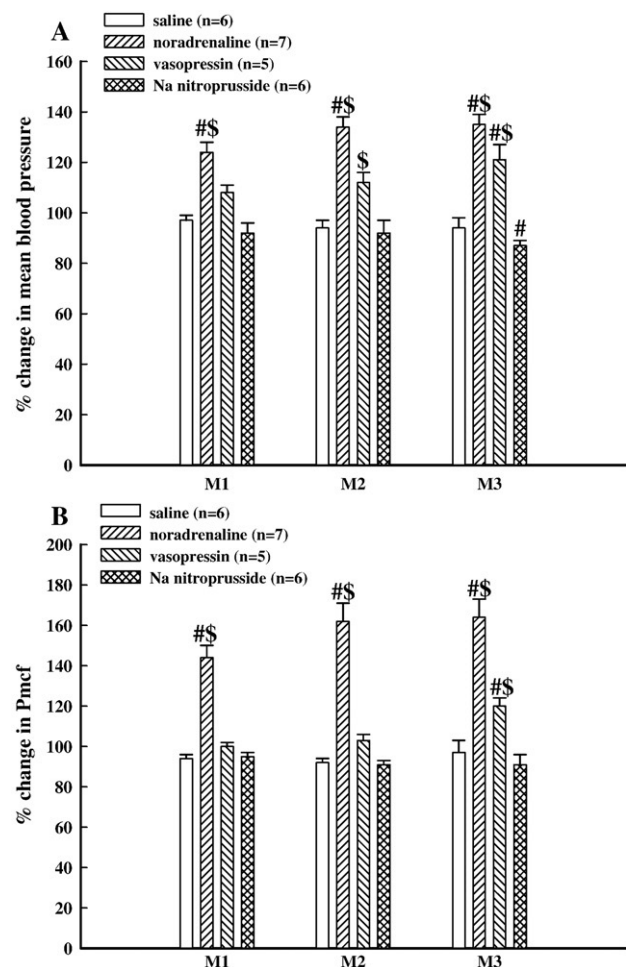 A
saline (n=6)
noradrenaline (n=7)
vasopressin (n=5)
Na nitroprusside (n=6)
% change in mean blood pressure
160
140
120
100
80
60
40
20
0
#$
#$
$
#$
#$
#
M1 M2 M3
B
saline (n=6)
noradrenaline (n=7)
vasopressin (n=5)
Na nitroprusside (n=6)
% change in Pmcf
200
180
160
140
120
100
80
60
40
20
0
#$
#$
#$
#$
M1 M2 M3